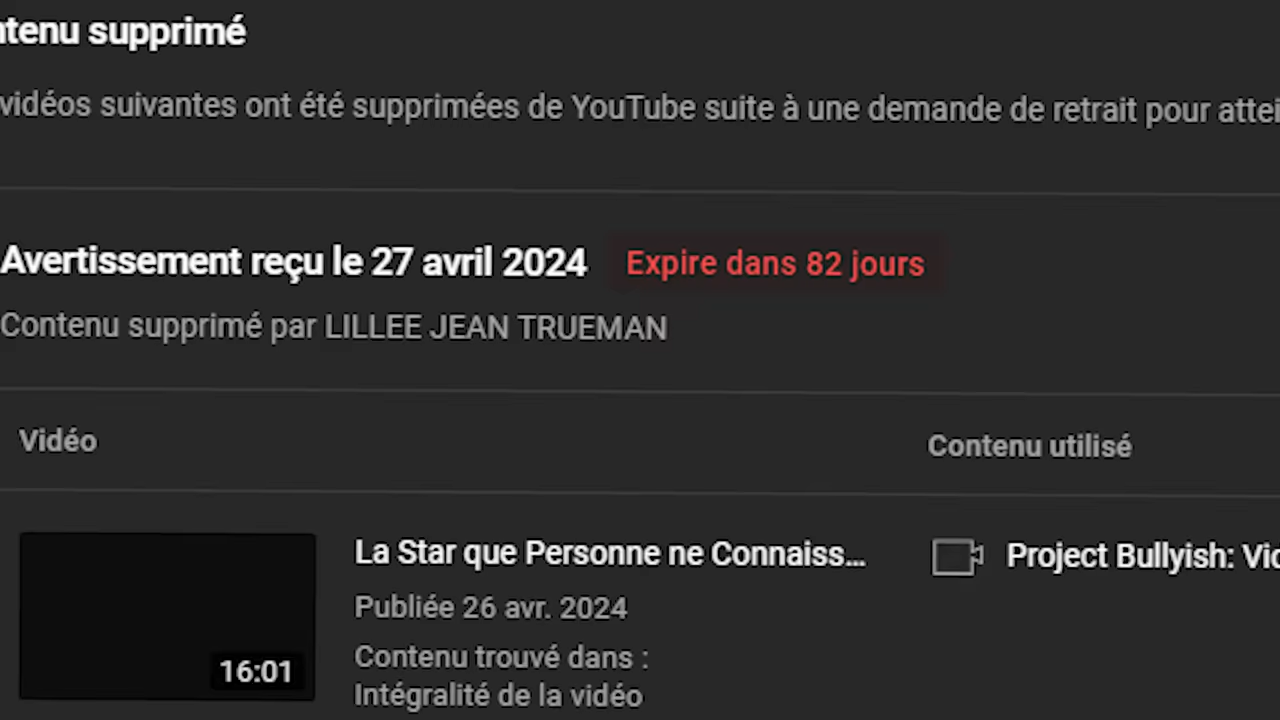 ntenu supprimé
vidéos suivantes ont été supprimées de YouTube suite à une demande de retrait pour attei
Avertissement reçu le 27 avril 2024 Expire dans 82 jours
Contenu supprimé par LILLEE JEAN TRUEMAN
Vidéo Contenu utilisé
La Star que Personne ne Connaiss... Project Bullyish: Vic
Publiée 26 avr. 2024
Contenu trouvé dans :
16:01 Intégralité de la vidéo